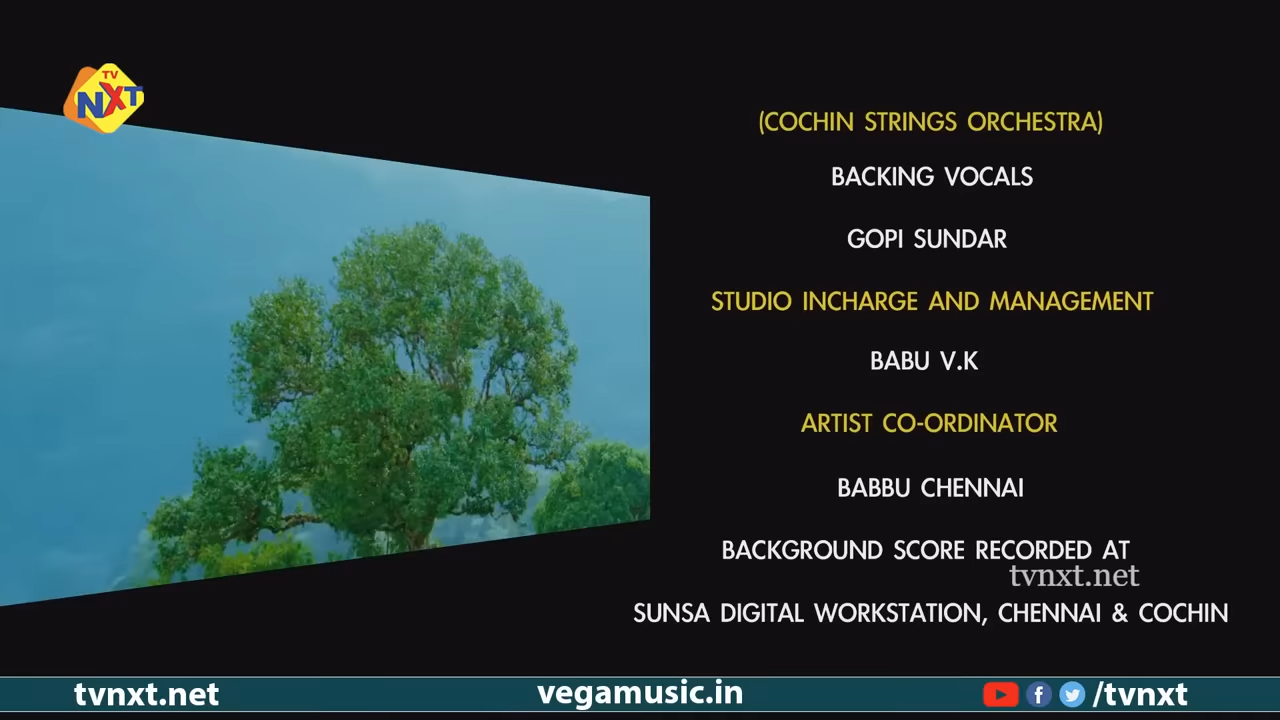 TV
NXT
(COCHIN STRINGS ORCHESTRA)
BACKING VOCALS
GOPI SUNDAR
STUDIO INCHARGE AND MANAGEMENT
BABU V.K
ARTIST CO-ORDINATOR
BABBU CHENNAI
BACKGROUND SCORE RECORDED AT
tvnxt.net
SUNSA DIGITAL WORKSTATION, CHENNAI & COCHIN
tvnxt.net
vegamusic.in
/tvnxt